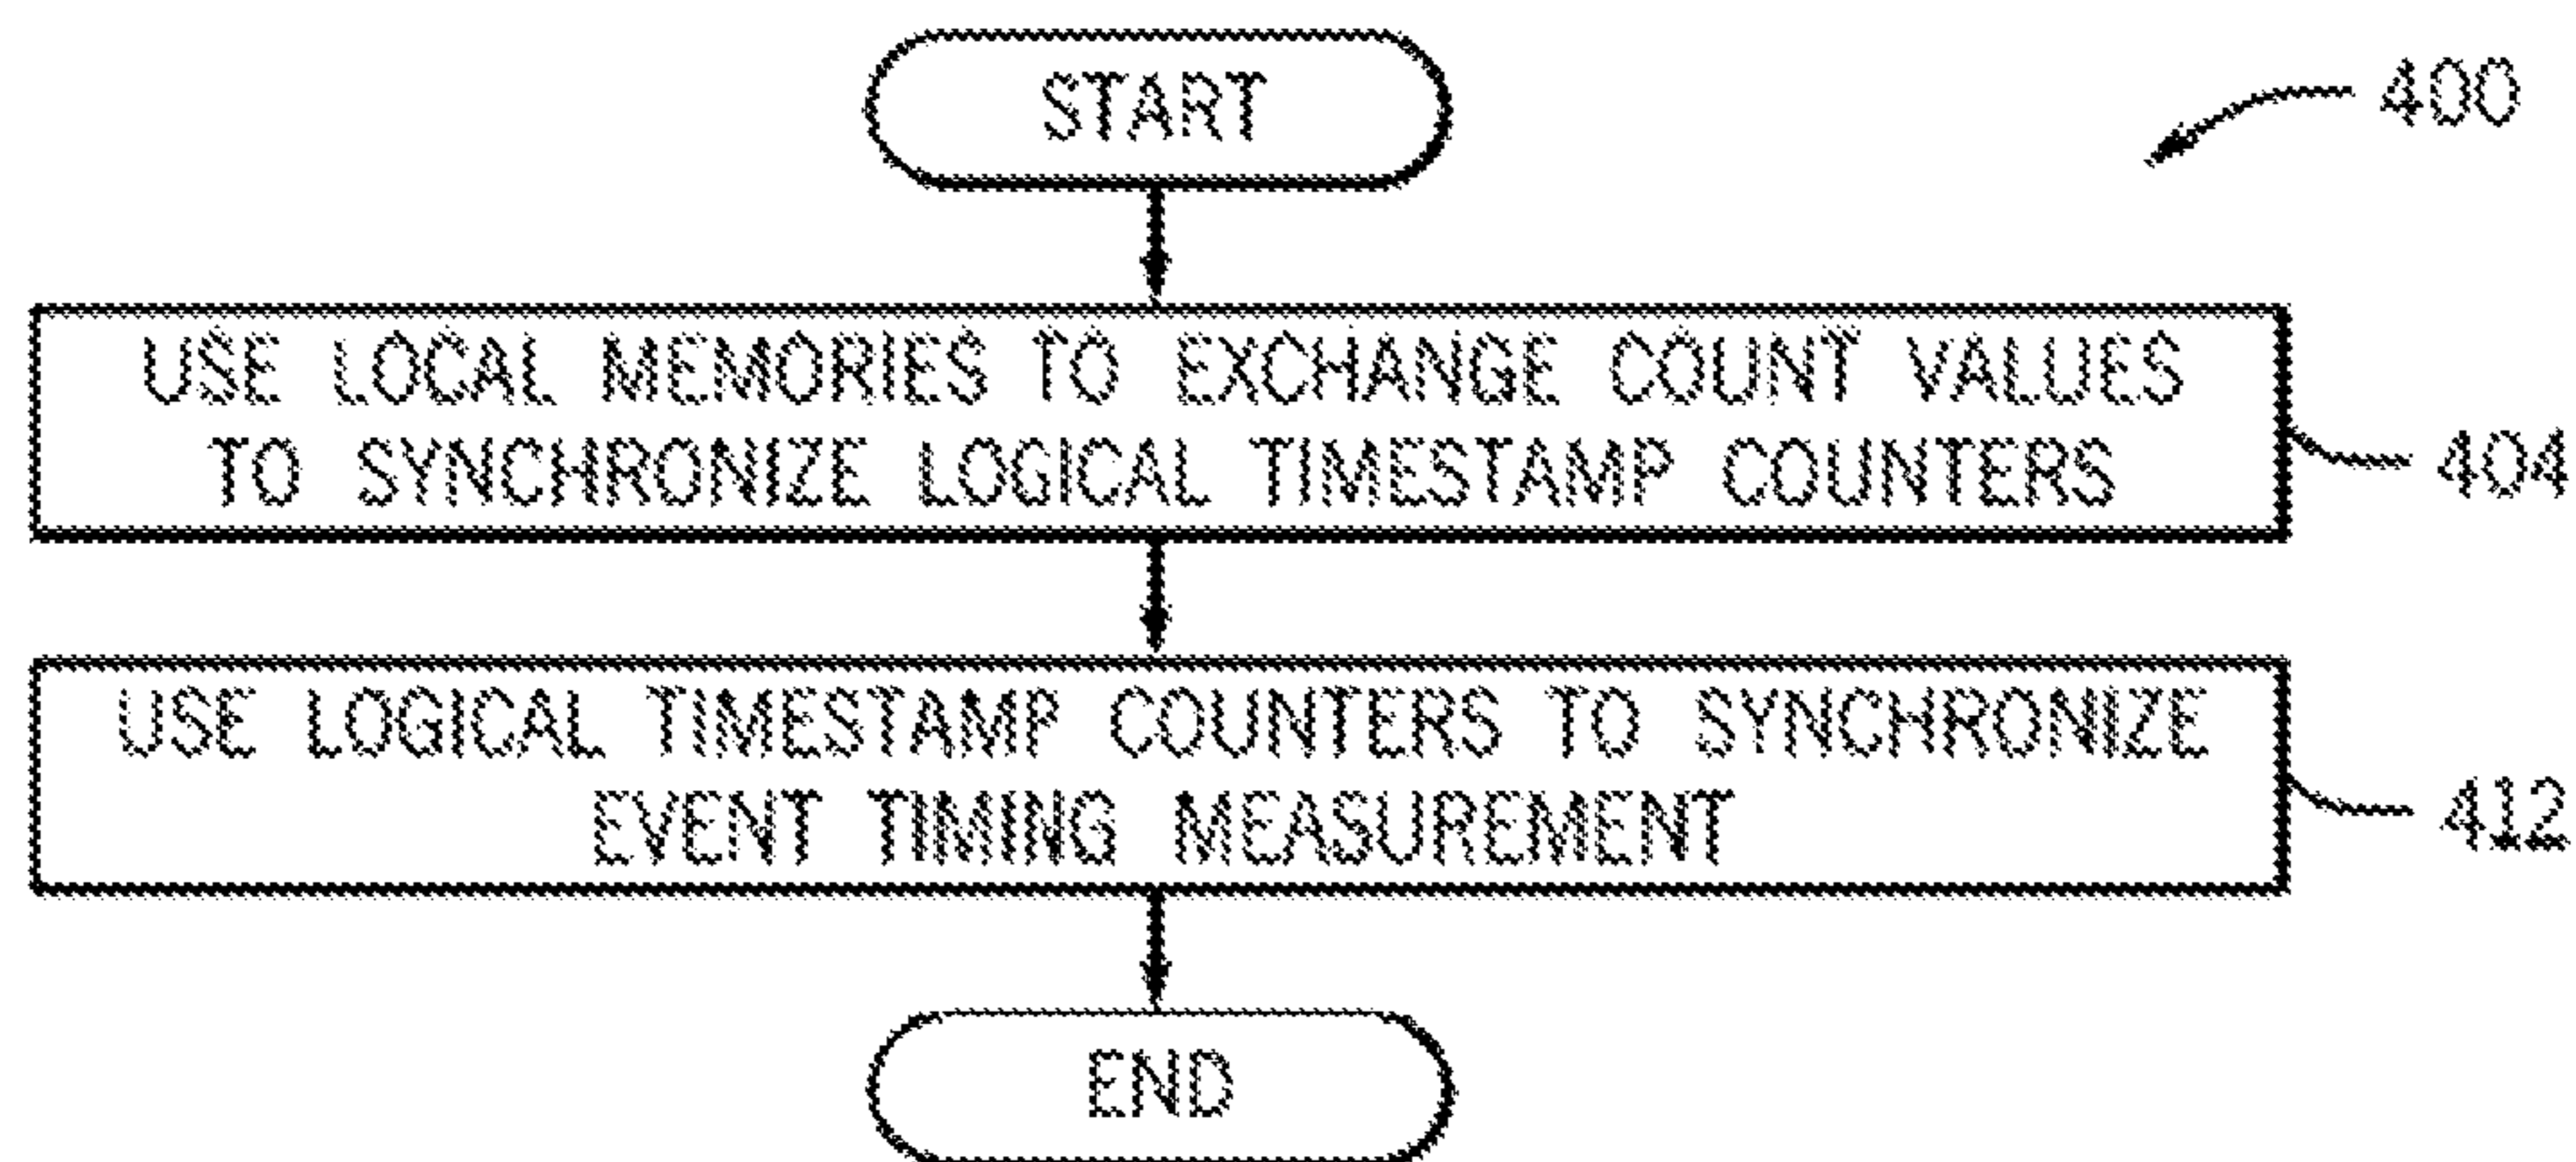 START
400
USE LOCAL MEMORIES TO EXCHANGE COUNT VALUES
TO SYNCHRONIZE LOGICAL TIMESTAMP COUNTERS
404
USE LOGICAL TIMESTAMP COUNTERS TO SYNCHRONIZE
EVENT TIMING MEASUREMENT
412
END